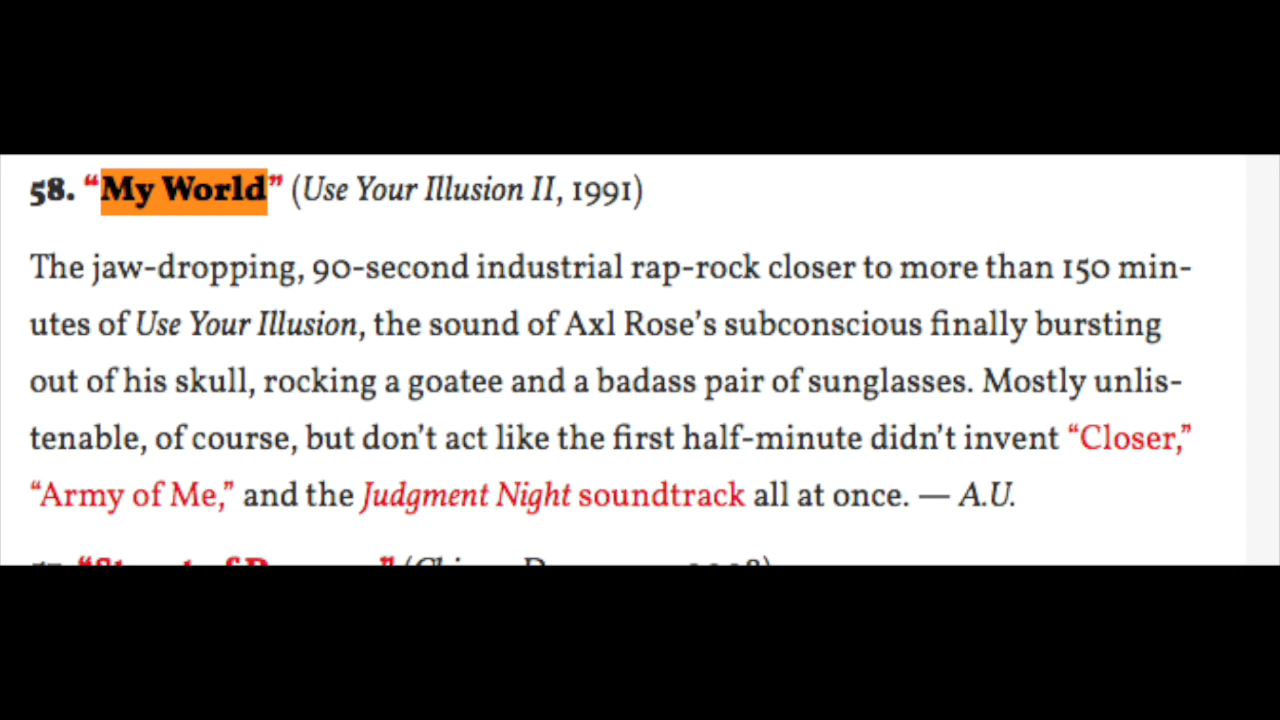 58. “My World” (Use Your Illusion II, 1991)
The jaw-dropping, 90-second industrial rap-rock closer to more than 150 min-
utes of Use Your Illusion, the sound of Axl Rose’s subconscious finally bursting
out of his skull, rocking a goatee and a badass pair of sunglasses. Mostly unlis-
tenable, of course, but don’t act like the first half-minute didn’t invent “Closer,”
“Army of Me,” and the Judgment Night soundtrack all at once. — A.U.